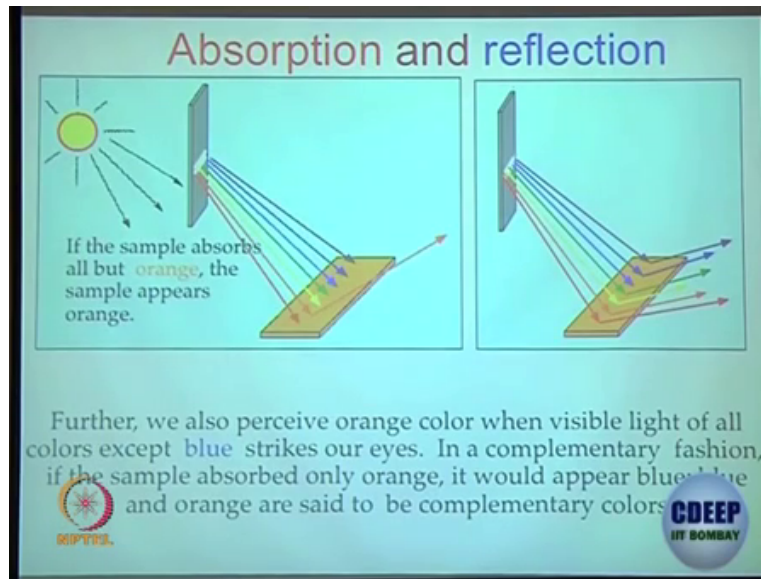 Absorption and reflection
If the sample absorbs
all but orange, the
sample appears
orange.
Further, we also perceive orange color when visible light of all
colors except blue strikes our eyes. In a complementary fashion,
if the sample absorbed only orange, it would appear blue; blue
and orange are said to be complementary colors
NPTEL
CDEEP
IIT BOMBAY